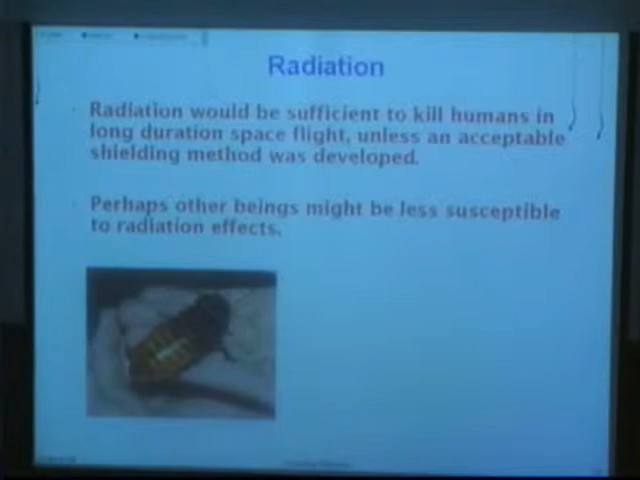 Radiation
Radiation would be sufficient to kill humans in
long duration space flight, unless an acceptable
shielding method was developed.
Perhaps other beings might be less susceptible
to radiation effects.